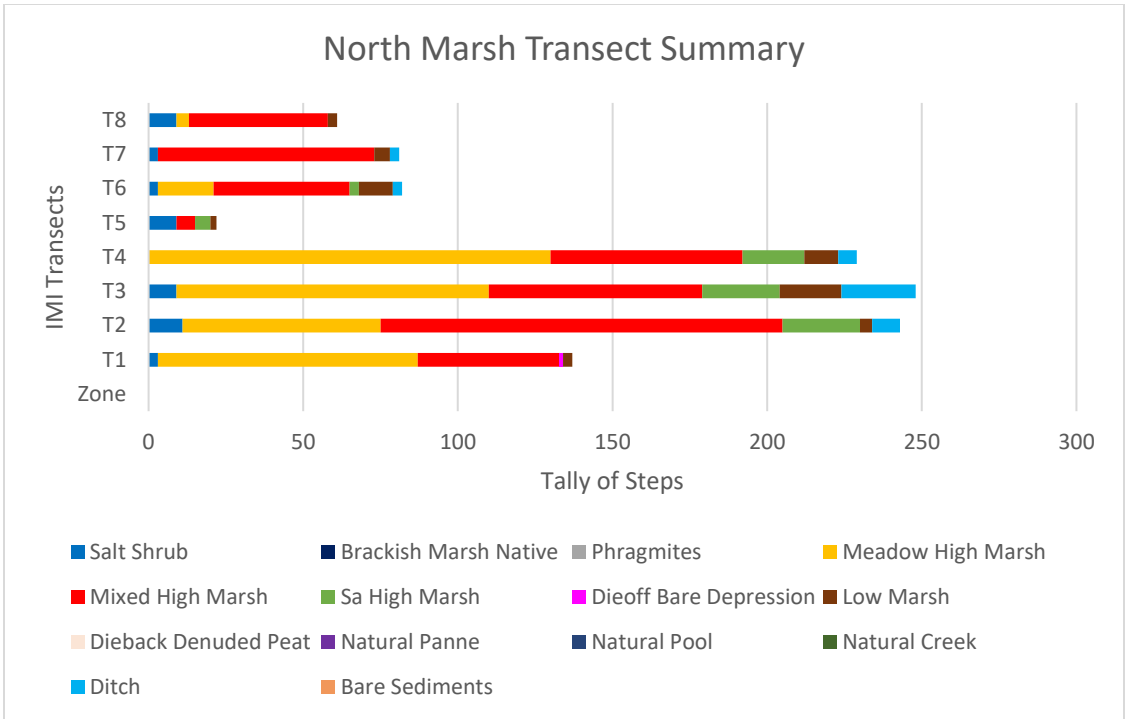 North Marsh Transect Summary
T8
T7
T6
T5
T4
T3
T2
T1
Zone
IMI Transects
0 50 100 150 200 250 300
Tally of Steps
Salt Shrub Brackish Marsh Native Phragmites Meadow High Marsh
Mixed High Marsh Sa High Marsh Dieoff Bare Depression Low Marsh
Dieback Denuded Peat Natural Panne Natural Pool Natural Creek
Ditch Bare Sediments